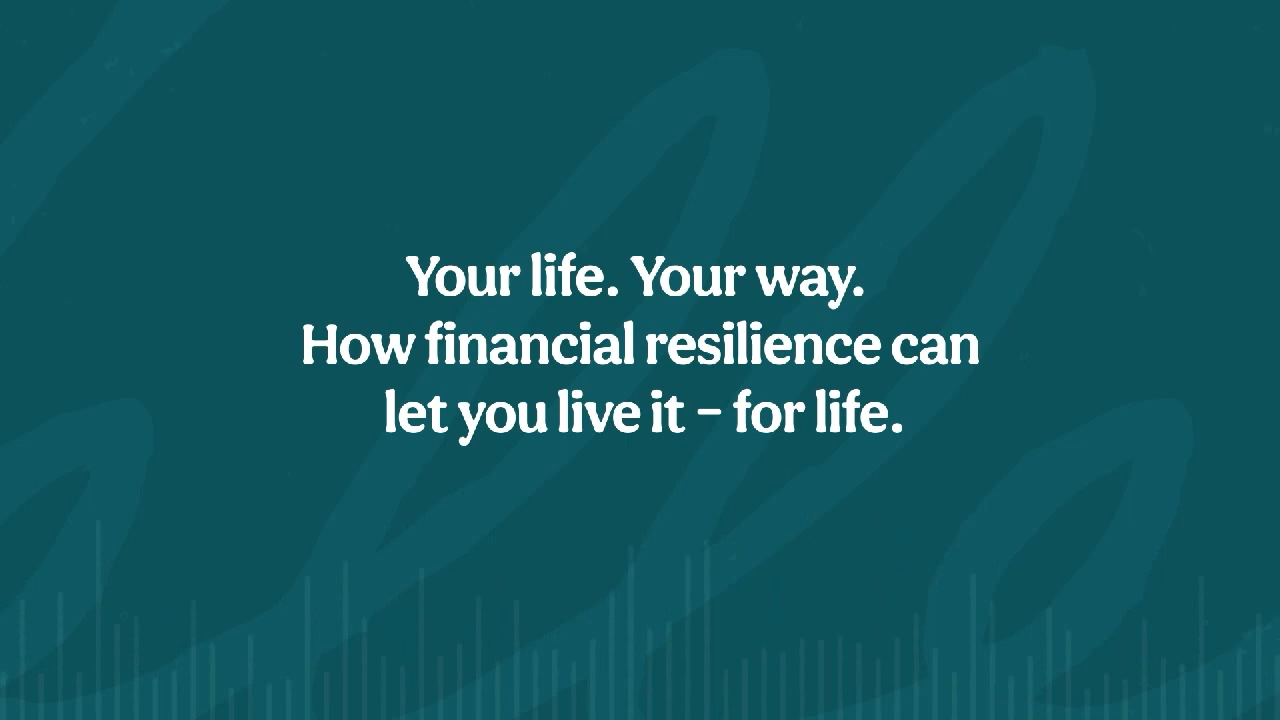 Your life. Your way.
How financial resilience can
let you live it – for life.